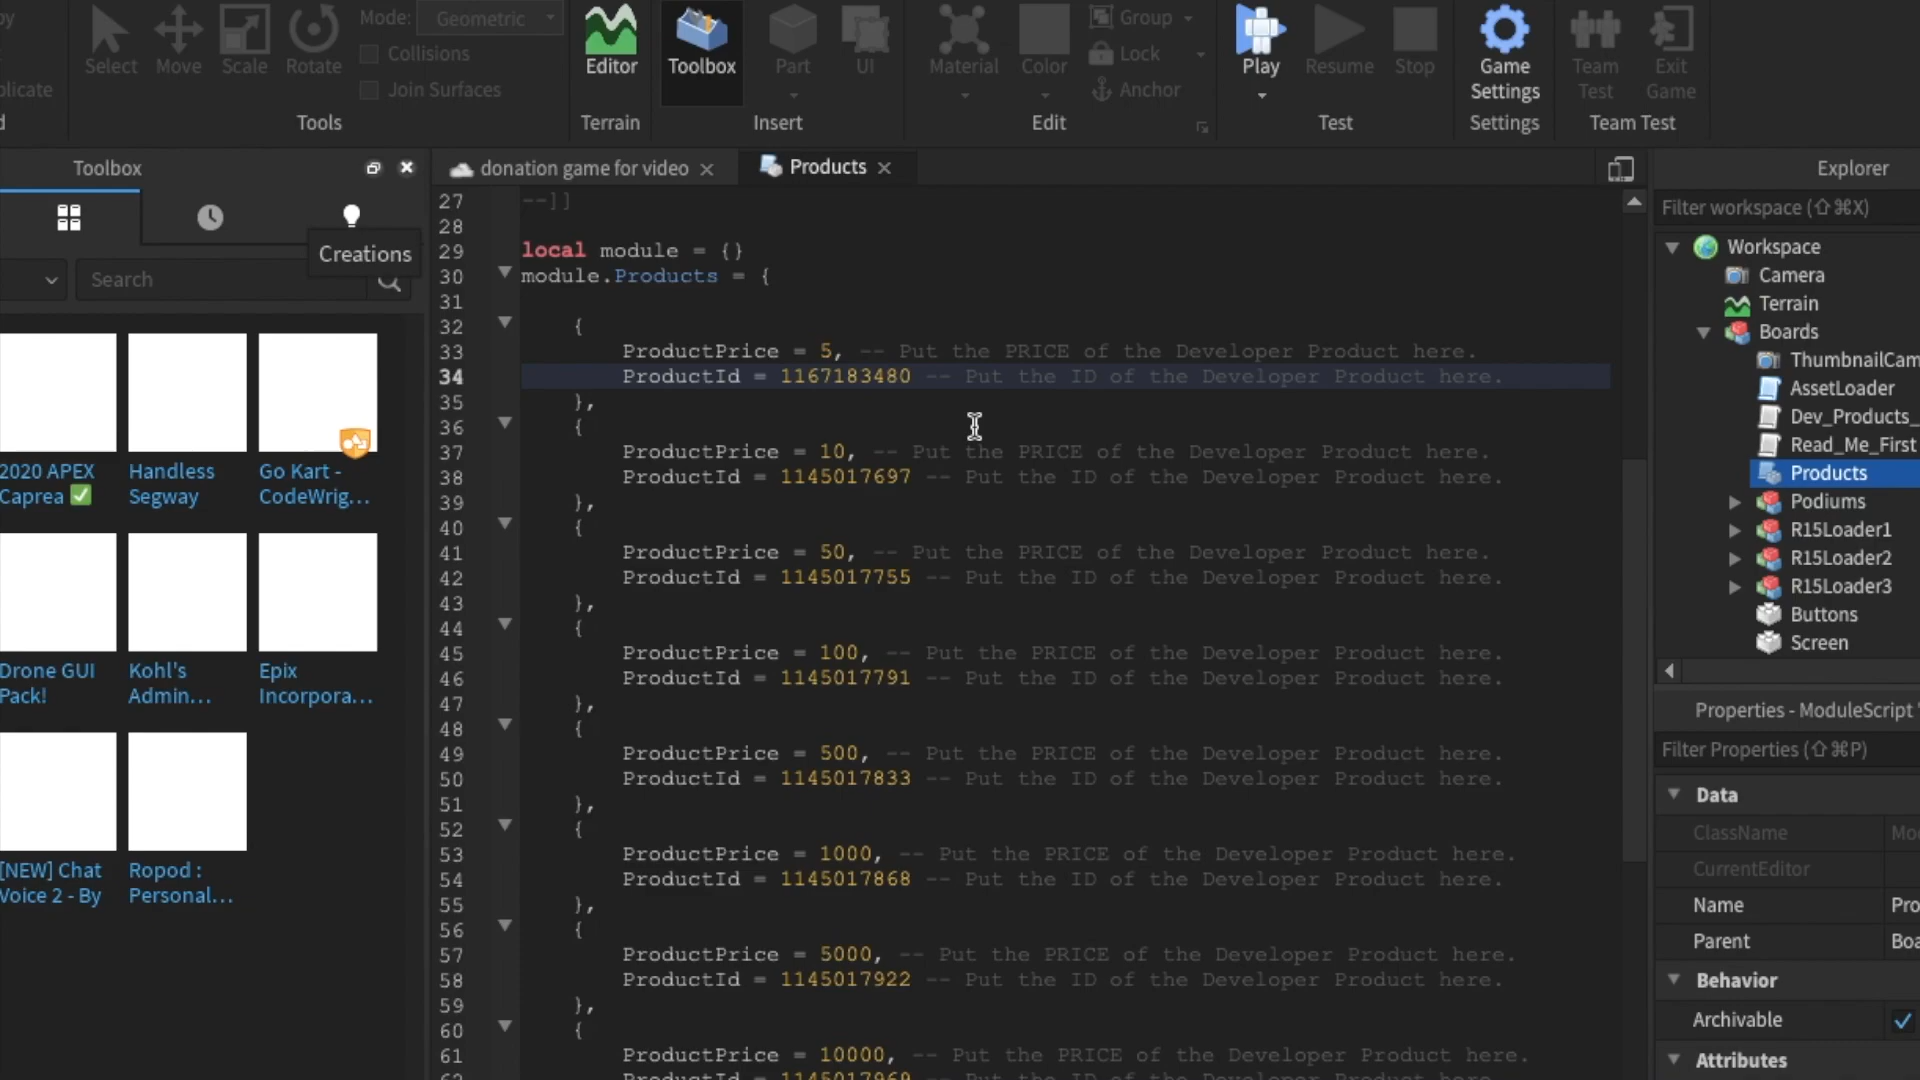 Mode: Geometric
Select Move Scale Rotate
Collisions
Join Surfaces
Tools
Editor
Terrain
Toolbox
Part
UI
Insert
Material
Color
Group
Lock
Anchor
Edit
Play
Resume
Stop
Test
Game
Settings
Settings
Team
Test
Exit
Game
Team Test
Toolbox
Creations
Search
2020 APEX
Caprea
Handless
Segway
Go Kart -
CodeWrig...
Drone GUI
Pack!
Kohl's
Admin...
Epix
Incorpora...
[NEW] Chat
Voice 2 - By
Ropod :
Personal...
donation game for video
Products
27 --]]
28
29 local module = {}
30 module.Products = {
31
32 {
33 ProductPrice = 5, -- Put the PRICE of the Developer Product here.
34 ProductId = 1167183480 -- Put the ID of the Developer Product here.
35 },
36 {
37 ProductPrice = 10, -- Put the PRICE of the Developer Product here.
38 ProductId = 1145017697 -- Put the ID of the Developer Product here.
39 },
40 {
41 ProductPrice = 50, -- Put the PRICE of the Developer Product here.
42 ProductId = 1145017755 -- Put the ID of the Developer Product here.
43 },
44 {
45 ProductPrice = 100, -- Put the PRICE of the Developer Product here.
46 ProductId = 1145017791 -- Put the ID of the Developer Product here.
47 },
48 {
49 ProductPrice = 500, -- Put the PRICE of the Developer Product here.
50 ProductId = 1145017833 -- Put the ID of the Developer Product here.
51 },
52 {
53 ProductPrice = 1000, -- Put the PRICE of the Developer Product here.
54 ProductId = 1145017868 -- Put the ID of the Developer Product here.
55 },
56 {
57 ProductPrice = 5000, -- Put the PRICE of the Developer Product here.
58 ProductId = 1145017922 -- Put the ID of the Developer Product here.
59 },
60 {
61 ProductPrice = 10000, -- Put the PRICE of the Developer Product here.
Explorer
Filter workspace (⇧⌘X)
Workspace
Camera
Terrain
Boards
ThumbnailCam
AssetLoader
Dev_Products_
Read_Me_First
Products
Podiums
R15Loader1
R15Loader2
R15Loader3
Buttons
Screen
Properties - ModuleScript '
Filter Properties (⇧⌘P)
Data
ClassName
CurrentEditor
Name Pro
Parent Boa
Behavior
Archivable
Attributes